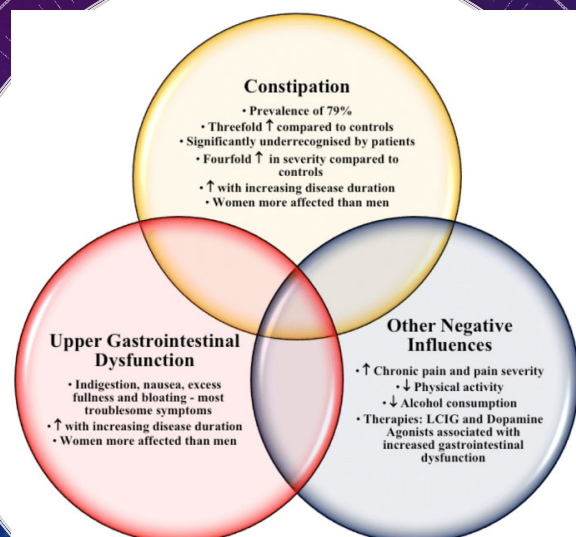 Constipation
• Prevalence of 79%
• Threefold ↑ compared to controls
• Significantly underrecognised by patients
• Fourfold ↑ in severity compared to
controls
• ↑ with increasing disease duration
• Women more affected than men
Upper Gastrointestinal
Dysfunction
• Indigestion, nausea, excess
fullness and bloating - most
troublesome symptoms
• ↑ with increasing disease duration
• Women more affected than men
Other Negative
Influences
• ↑ Chronic pain and pain severity
• ↓ Physical activity
• ↓ Alcohol consumption
• Therapies: LCIG and Dopamine
Agonists associated with
increased gastrointestinal
dysfunction